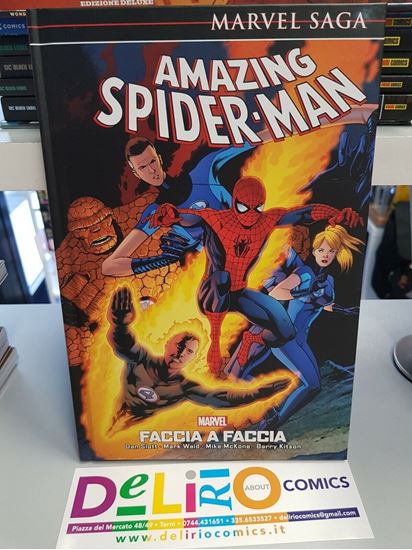 EDIZIONE DELUXE
MARVEL SAGA
AMAZING
SPIDER-MAN
MARVEL
FACCIA A FACCIA
Dan Slott • Mark Waid • Mike McKone • Barry Kitson
DeLiRiO ABOUT COMICS
Piazza del Mercato 48/49 • Terni • 0744.431651 • 335.6533527 • deliriocomics@gmail.com
www.deliriocomics.it